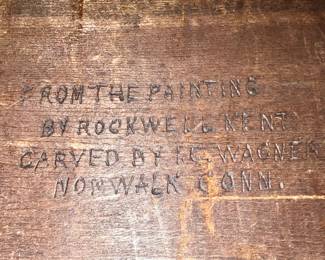 FROM THE PAINTING
BY ROCKWELL KENT
CARVED BY WAGNER
NORWALK CONN.